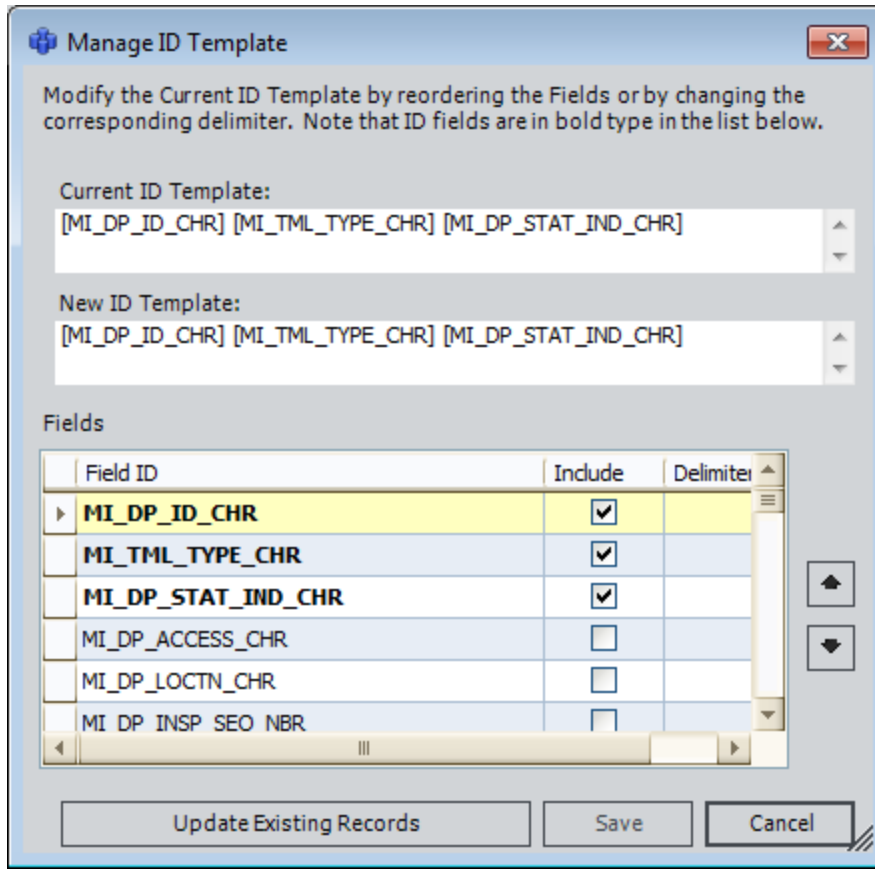 Manage ID Template
Modify the Current ID Template by reordering the Fields or by changing the
corresponding delimiter. Note that ID fields are in bold type in the list below.
Current ID Template:
[MI_DP_ID_CHR] [MI_TML_TYPE_CHR] [MI_DP_STAT_IND_CHR]
New ID Template:
[MI_DP_ID_CHR] [MI_TML_TYPE_CHR] [MI_DP_STAT_IND_CHR]
Fields
Field ID Include Delimiter
MI_DP_ID_CHR
MI_TML_TYPE_CHR
MI_DP_STAT_IND_CHR
MI_DP_ACCESS_CHR
MI_DP_LOCTN_CHR
MI_DP_INSP_SEQ_NBR
Update Existing Records Save Cancel